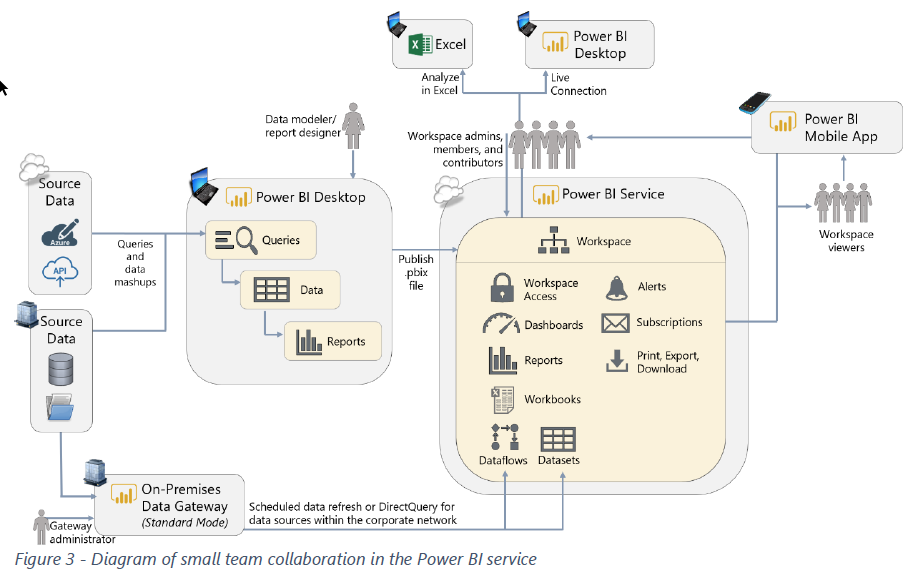 Excel
Power BI
Desktop
Analyze
in Excel
Live
Connection
Data modeler/
report designer
Workspace admins,
members, and
contributors
Power BI
Mobile App
Source
Data
Azure
API
Queries
and
data
mashups
Power BI Desktop
Queries
Data
Reports
Publish
.pbix
file
Power BI Service
Workspace
Workspace
Access
Alerts
Dashboards
Subscriptions
Reports
Print, Export,
Download
Workbooks
Dataflows
Datasets
Workspace
viewers
Source
Data
On-Premises
Data Gateway
(Standard Mode)
Gateway
administrator
Scheduled data refresh or DirectQuery for
data sources within the corporate network
Figure 3 - Diagram of small team collaboration in the Power BI service